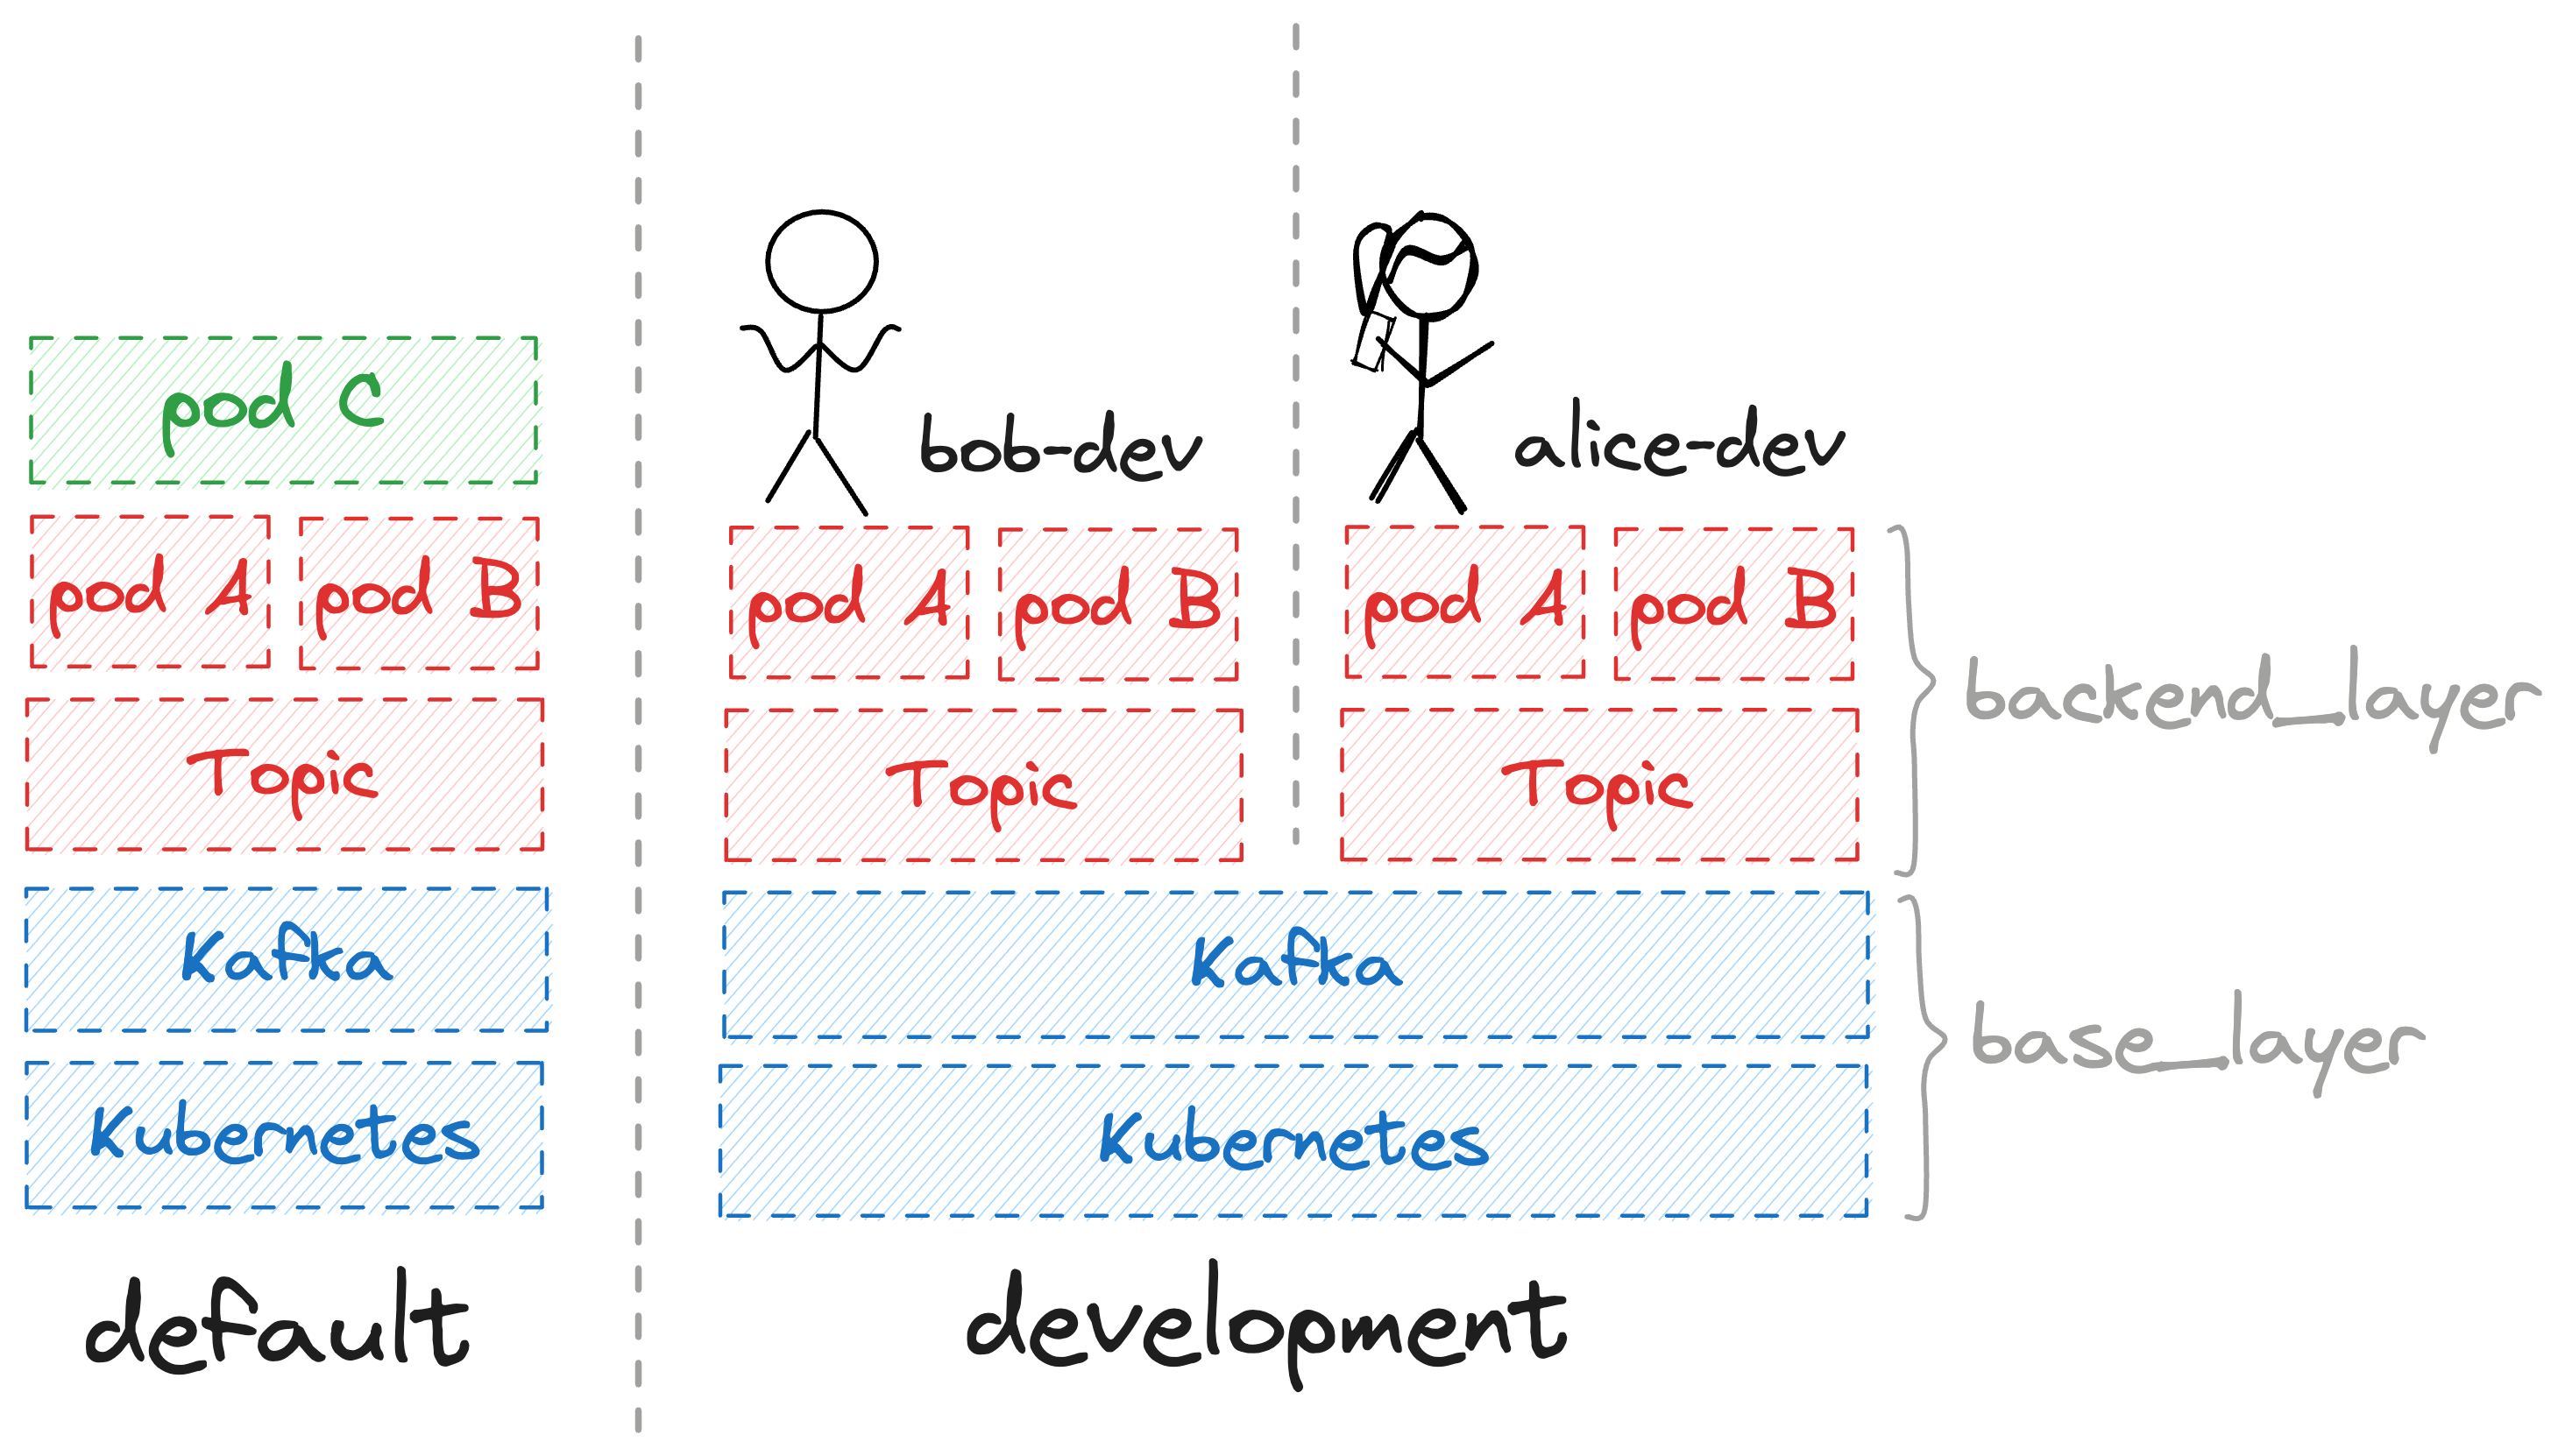 pod C
pod A
pod B
Topic
Kafka
Kubernetes
default
bob-dev
alice-dev
pod A
pod B
pod A
pod B
Topic
Topic
Kafka
Kubernetes
development
backend_layer
base_layer